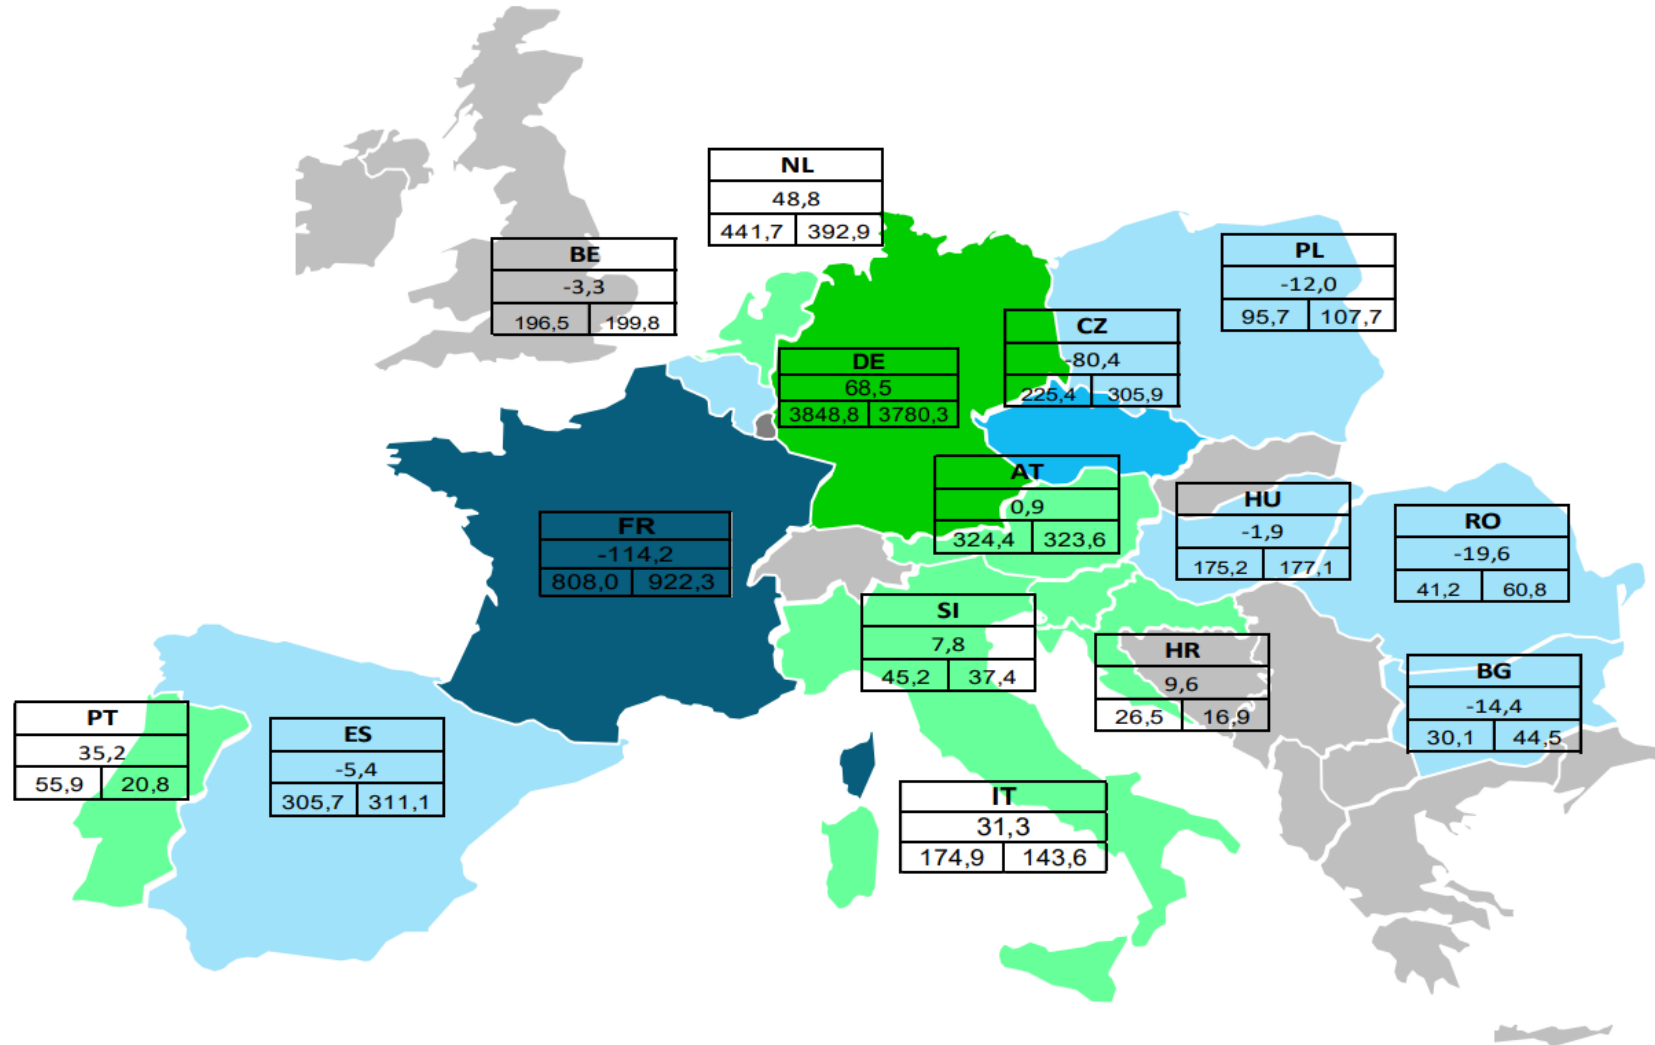 NL
48,8
441,7 392,9
BE
-3,3
196,5 199,8
PL
-12,0
95,7 107,7
CZ
-80,4
225,4 305,9
DE
68,5
3848,8 3780,3
AT
0,9
324,4 323,6
HU
-1,9
175,2 177,1
RO
-19,6
41,2 60,8
FR
-114,2
808,0 922,3
SI
7,8
45,2 37,4
HR
9,6
26,5 16,9
BG
-14,4
30,1 44,5
PT
35,2
55,9 20,8
ES
-5,4
305,7 311,1
IT
31,3
174,9 143,6